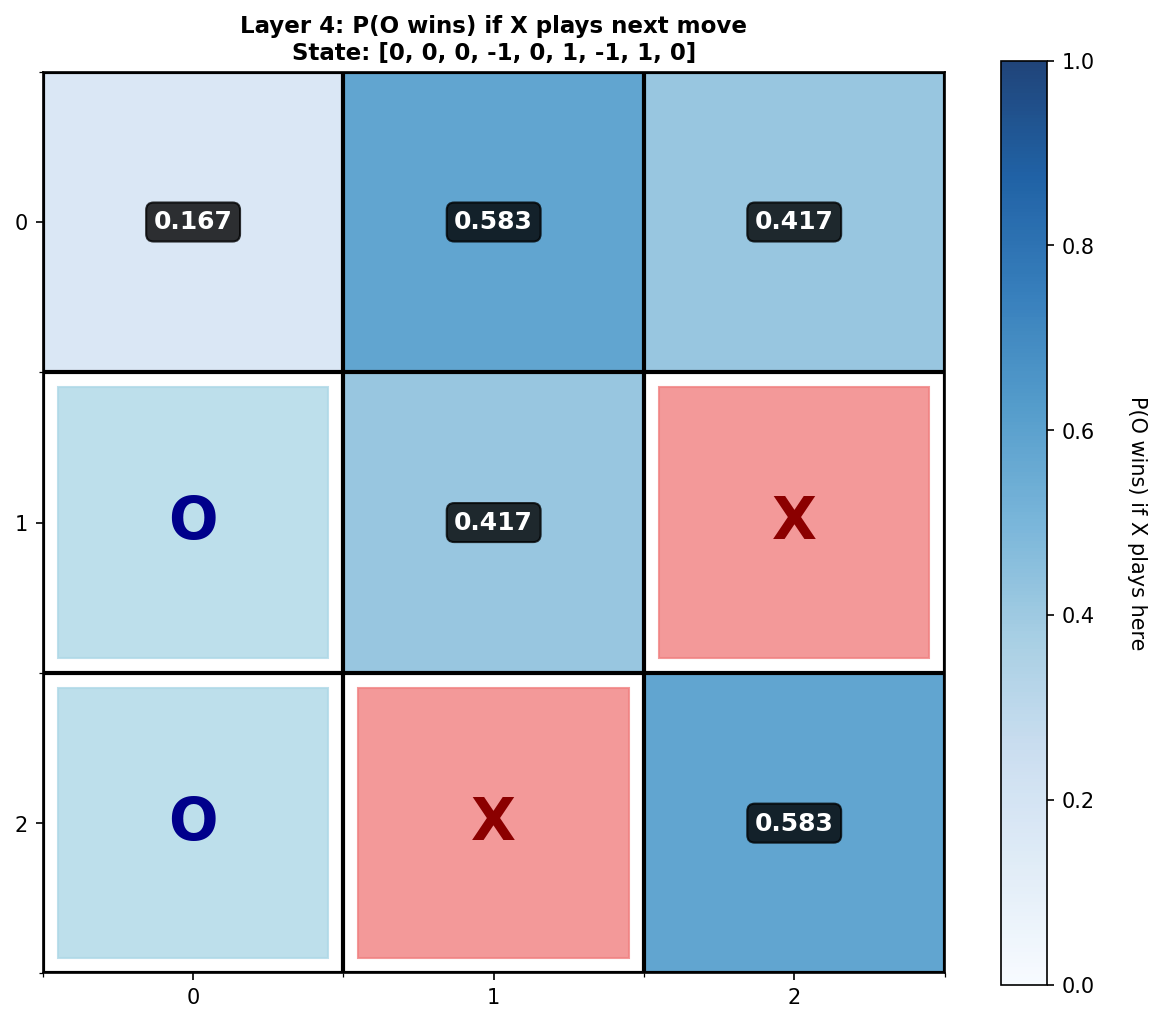 Layer 4: P(O wins) if X plays next move
State: [0, 0, 0, -1, 0, 1, -1, 1, 0]
0
0.167
0.583
0.417
1
O
0.417
X
2
O
X
0.583
0
1
2
1.0
0.8
0.6
0.4
0.2
0.0
P(O wins) if X plays here